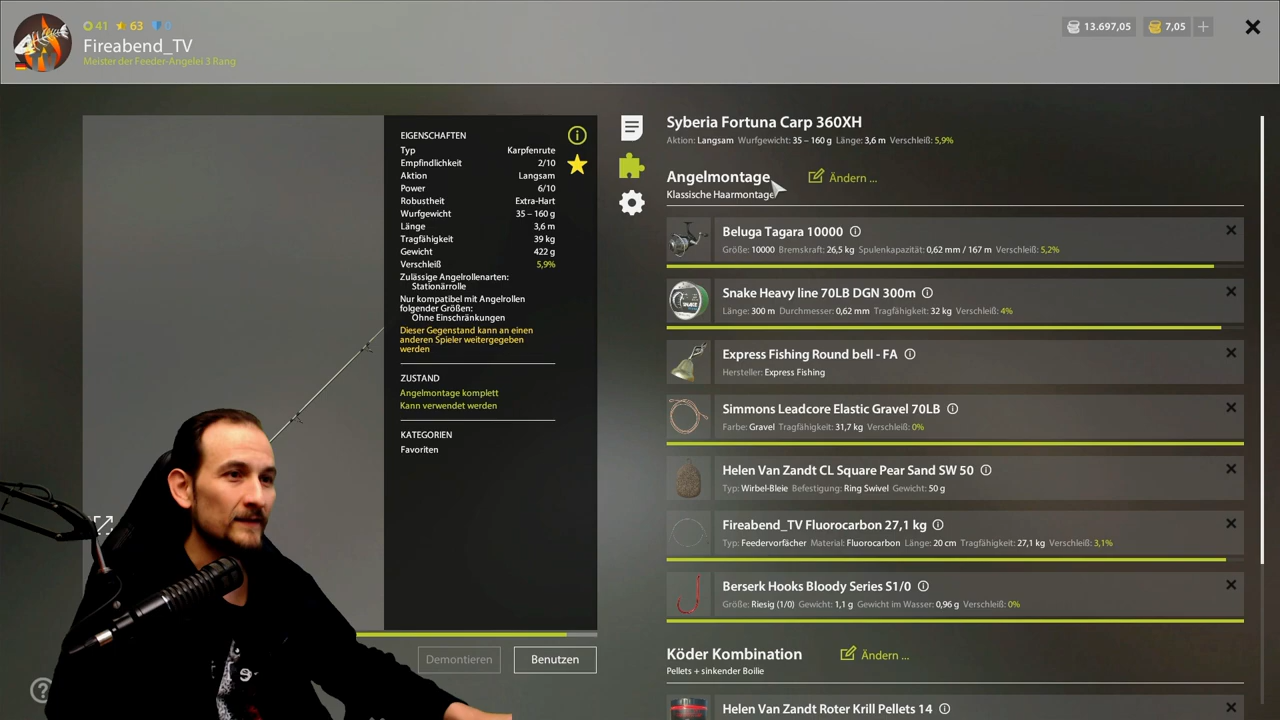 41 63 0
Fireabend_TV
Meister der Feeder-Angelei 3 Rang
13.697,05
7,05
EIGENSCHAFTEN
Typ Karpfenrute
Empfindlichkeit 2/10
Aktion Langsam
Power 6/10
Robustheit Extra-Hart
Wurfgewicht 35 – 160 g
Länge 3,6 m
Tragfähigkeit 39 kg
Gewicht 422 g
Verschleiß 5,9%
Zulässige Angelrollenarten:
Stationärrolle
Nur kompatibel mit Angelrollen
folgender Größen:
Ohne Einschränkungen
Dieser Gegenstand kann an einen
anderen Spieler weitergegeben
werden
ZUSTAND
Angelmontage komplett
Kann verwendet werden
KATEGORIEN
Favoriten
Demontieren
Benutzen
Syberia Fortuna Carp 360XH
Aktion: Langsam Wurfgewicht: 35 – 160 g Länge: 3,6 m Verschleiß: 5,9%
Angelmontage Ändern ...
Klassische Haarmontage
Beluga Tagara 10000
Größe: 10000 Bremskraft: 26,5 kg Spulenkapazität: 0,62 mm / 167 m Verschleiß: 5,2%
Snake Heavy line 70LB DGN 300m
Länge: 300 m Durchmesser: 0,62 mm Tragfähigkeit: 32 kg Verschleiß: 4%
Express Fishing Round bell - FA
Hersteller: Express Fishing
Simmons Leadcore Elastic Gravel 70LB
Farbe: Gravel Tragfähigkeit: 31,7 kg Verschleiß: 0%
Helen Van Zandt CL Square Pear Sand SW 50
Typ: Wirbel-Bleie Befestigung: Ring Swivel Gewicht: 50 g
Fireabend_TV Fluorocarbon 27,1 kg
Typ: Feedervorfächer Material: Fluorocarbon Länge: 20 cm Tragfähigkeit: 27,1 kg Verschleiß: 3,1%
Berserk Hooks Bloody Series S1/0
Größe: Riesig (1/0) Gewicht: 1,1 g Gewicht im Wasser: 0,96 g Verschleiß: 0%
Köder Kombination Ändern ...
Pellets + sinkender Boilie
Helen Van Zandt Roter Krill Pellets 14